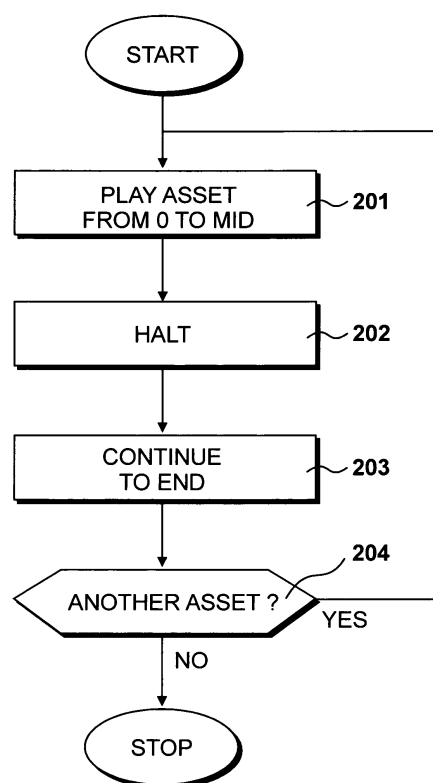 START
PLAY ASSET
FROM 0 TO MID
201
HALT
202
CONTINUE
TO END
203
204
ANOTHER ASSET ?
YES
NO
STOP